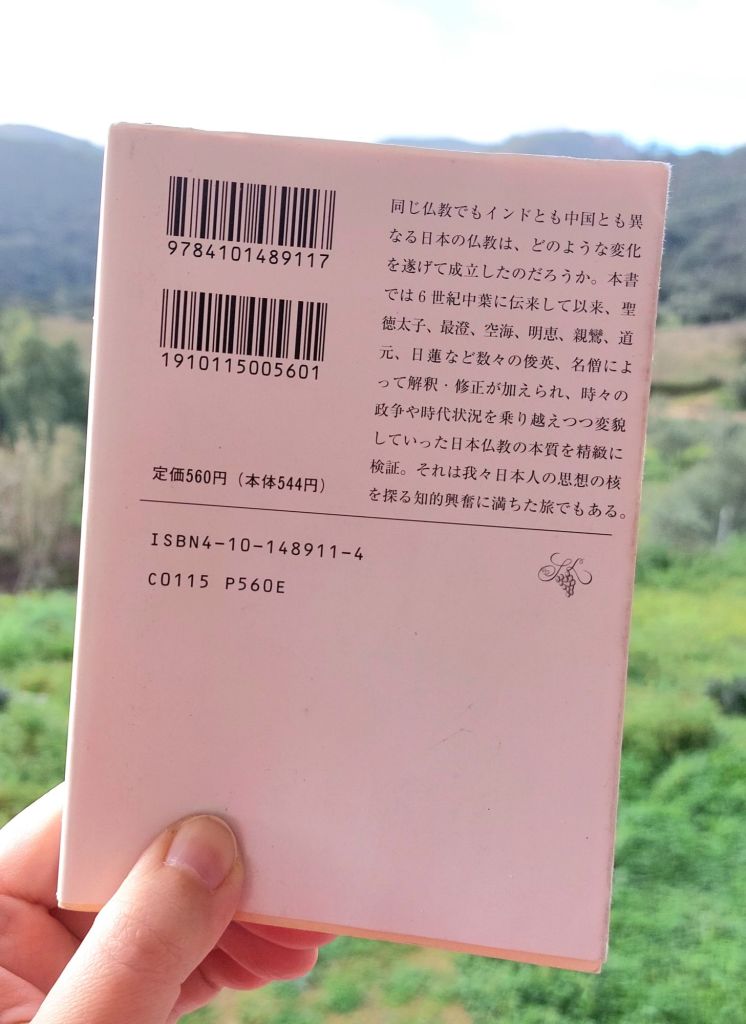 9784101489117
1910115005601
定価560円（本体544円）
ISBN4-10-148911-4
C0115 P560E
同じ仏教でもインドとも中国とも異
なる日本の仏教は、どのような変化
を遂げて成立したのだろうか。本書
では6世紀中葉に伝来して以来、聖
徳太子、最澄、空海、明恵、親鸞、道
元、日蓮など数々の俊英、名僧によ
って解釈・修正が加えられ、時々の
政争や時代状況を乗り越えつつ変貌
していった日本仏教の本質を精緻に
検証。それは我々日本人の思想の核
を探る知的興奮に満ちた旅でもある。